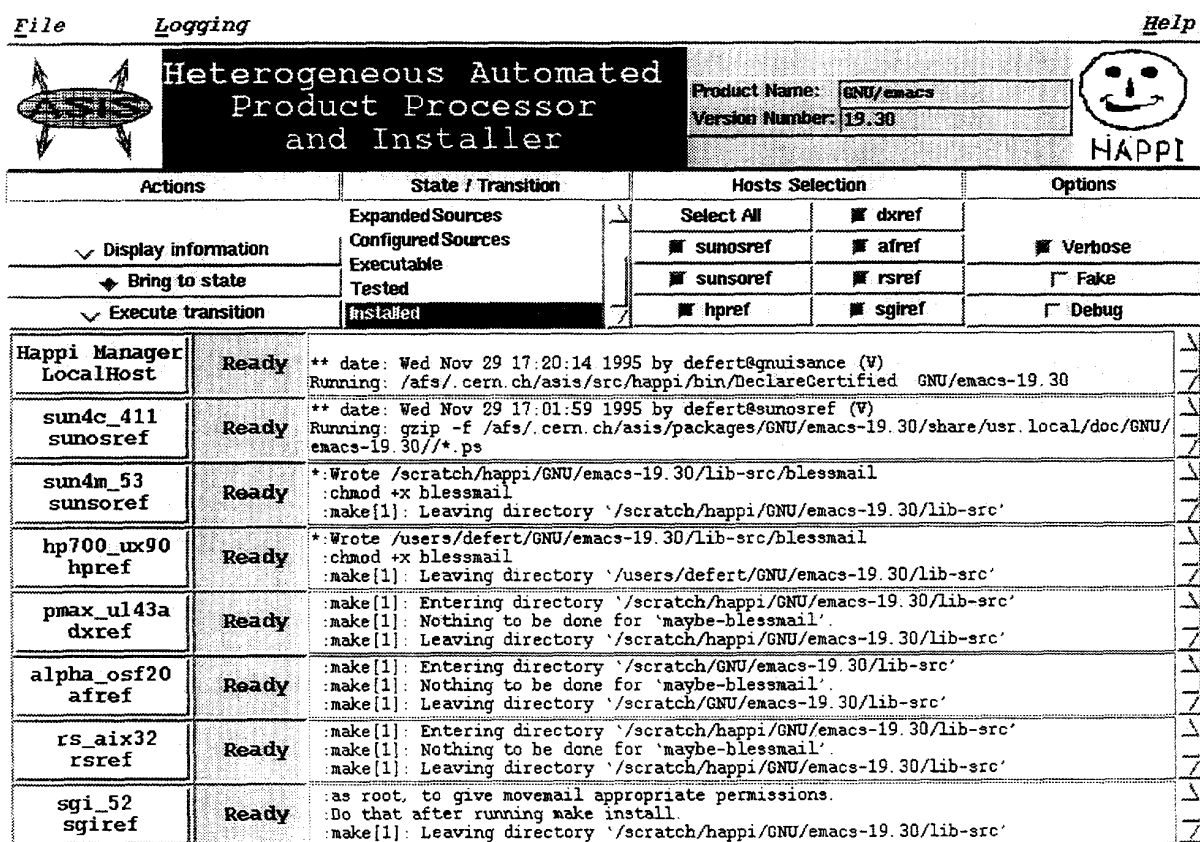 File Logging Help
ASIS
Heterogeneous Automated
Product Processor
and Installer
Product Name: GNU/emacs
Version Number: 19.30
HAPPI
Actions State / Transition Hosts Selection Options
Expanded Sources
Configured Sources
Executable
Tested
Installed
Display information
Bring to state
Execute transition
Select All dxref
sunosref afref Verbose
sunsoref rsref Fake
hpref sgiref Debug
Happi Manager
LocalHost
Ready
** date: Wed Nov 29 17:20:14 1995 by defert@gnuisance (V)
Running: /afs/.cern.ch/asis/src/happi/bin/DeclareCertified GNU/emacs-19.30
sun4c_411
sunosref
Ready
** date: Wed Nov 29 17:01:59 1995 by defert@sunosref (V)
Running: gzip -f /afs/.cern.ch/asis/packages/GNU/emacs-19.30/share/usr.local/doc/GNU/
emacs-19.30//*.ps
sun4m_53
sunsoref
Ready
*:Wrote /scratch/happi/GNU/emacs-19.30/lib-src/blessmail
:chmod +x blessmail
:make[1]: Leaving directory `/scratch/happi/GNU/emacs-19.30/lib-src'
hp700_ux90
hpref
Ready
*:Wrote /users/defert/GNU/emacs-19.30/lib-src/blessmail
:chmod +x blessmail
:make[1]: Leaving directory `/users/defert/GNU/emacs-19.30/lib-src'
pmax_ul43a
dxref
Ready
:make[1]: Entering directory `/scratch/happi/GNU/emacs-19.30/lib-src'
:make[1]: Nothing to be done for `maybe-blessmail'.
:make[1]: Leaving directory `/scratch/happi/GNU/emacs-19.30/lib-src'
alpha_osf20
afref
Ready
:make[1]: Entering directory `/scratch/GNU/emacs-19.30/lib-src'
:make[1]: Nothing to be done for `maybe-blessmail'.
:make[1]: Leaving directory `/scratch/GNU/emacs-19.30/lib-src'
rs_aix32
rsref
Ready
:make[1]: Entering directory `/scratch/happi/GNU/emacs-19.30/lib-src'
:make[1]: Nothing to be done for `maybe-blessmail'.
:make[1]: Leaving directory `/scratch/happi/GNU/emacs-19.30/lib-src'
sgi_52
sgiref
Ready
:as root, to give movemail appropriate permissions.
:Do that after running make install.
:make[1]: Leaving directory `/scratch/happi/GNU/emacs-19.30/lib-src'